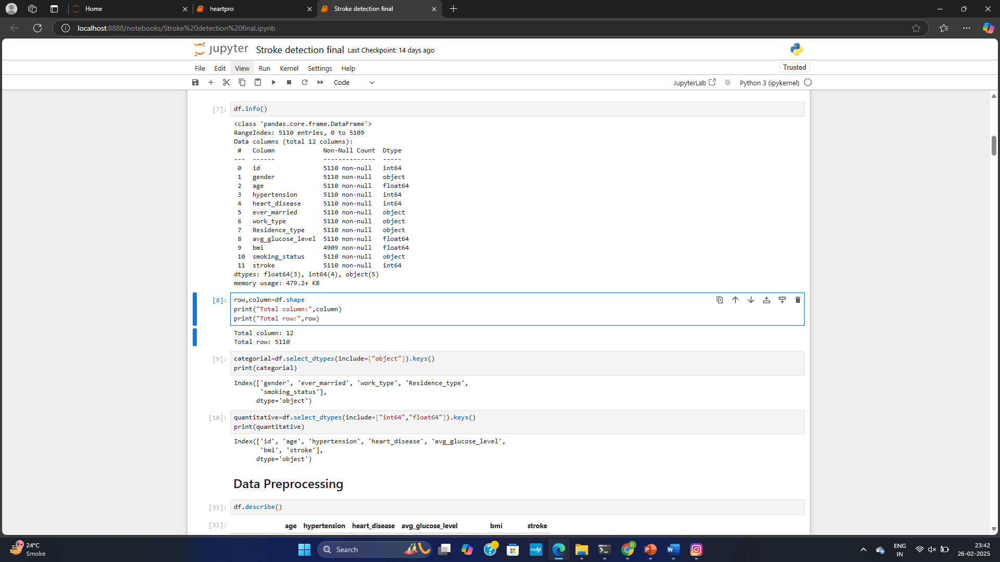 Home
heartpro
Stroke detection final
localhost:8888/notebooks/Stroke%20detection%20final.ipynb
jupyter Stroke detection final Last Checkpoint: 14 days ago
File Edit View Run Kernel Settings Help
Trusted
Code
JupyterLab
Python 3 (ipykernel)
[7]: df.info()
<class 'pandas.core.frame.DataFrame'>
RangeIndex: 5110 entries, 0 to 5109
Data columns (total 12 columns):
 #   Column             Non-Null Count  Dtype
---  ------             --------------  -----
 0   id                 5110 non-null   int64
 1   gender             5110 non-null   object
 2   age                5110 non-null   float64
 3   hypertension       5110 non-null   int64
 4   heart_disease      5110 non-null   int64
 5   ever_married       5110 non-null   object
 6   work_type          5110 non-null   object
 7   Residence_type     5110 non-null   object
 8   avg_glucose_level  5110 non-null   float64
 9   bmi                4909 non-null   float64
 10  smoking_status     5110 non-null   object
 11  stroke             5110 non-null   int64
dtypes: float64(3), int64(4), object(5)
memory usage: 479.2+ KB
[8]: row,column=df.shape
print("Total column:",column)
print("Total row:",row)
Total column: 12
Total row: 5110
[9]: categorial=df.select_dtypes(include=["object"]).keys()
print(categorial)
Index(['gender', 'ever_married', 'work_type', 'Residence_type',
       'smoking_status'],
      dtype='object')
[10]: quantitative=df.select_dtypes(include=["int64","float64"]).keys()
print(quantitative)
Index(['id', 'age', 'hypertension', 'heart_disease', 'avg_glucose_level',
       'bmi', 'stroke'],
      dtype='object')
Data Preprocessing
[33]: df.describe()
[33]: age hypertension heart_disease avg_glucose_level bmi stroke
9+
24°C
Smoke
Search
myhp
D
ENG
IN
23:42
26-02-2025